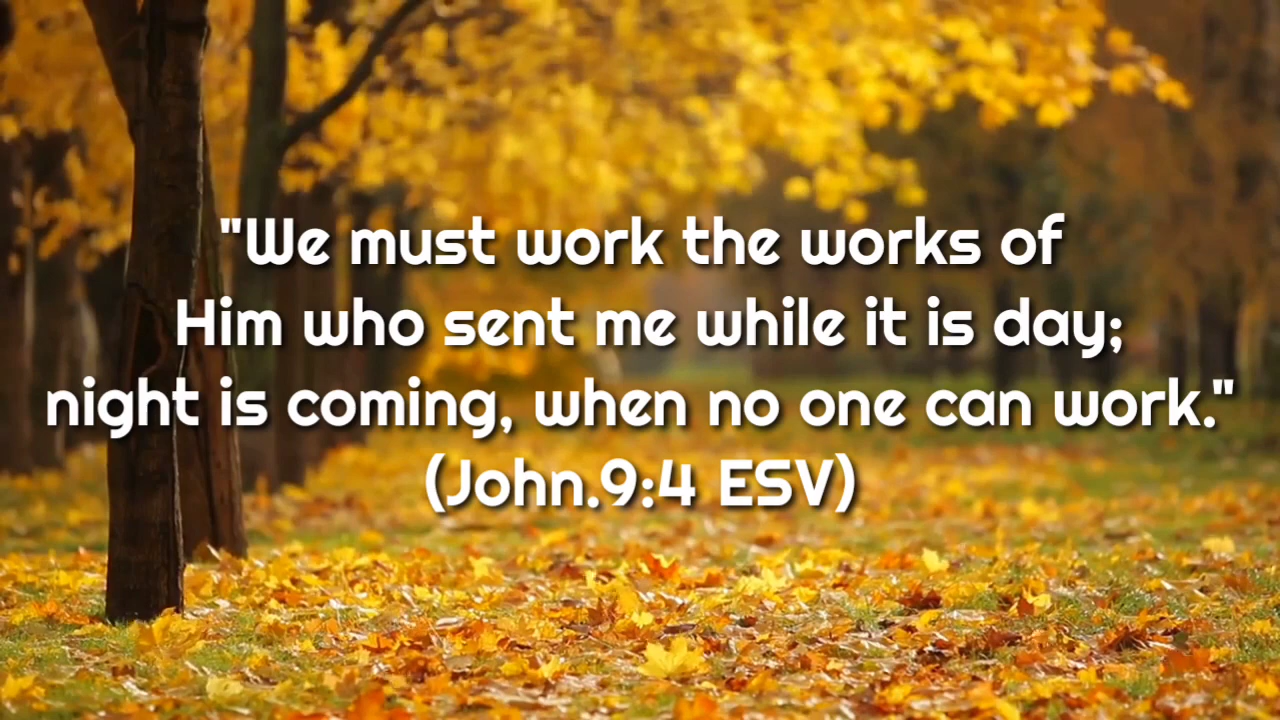 "We must work the works of
Him who sent me while it is day;
night is coming, when no one can work."
(John.9:4 ESV)